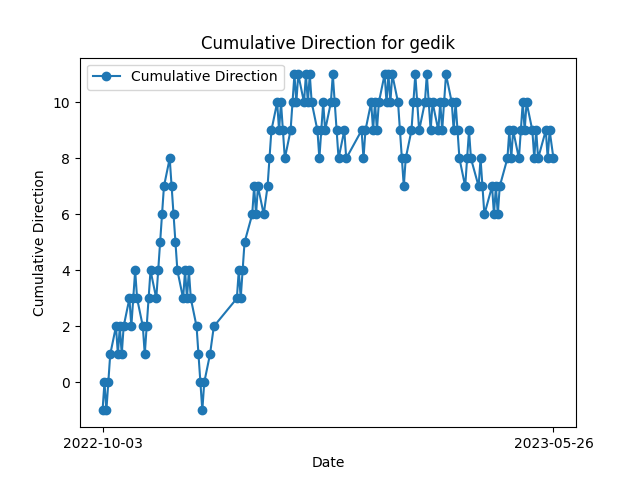 Cumulative Direction for gedik
Cumulative Direction
Cumulative Direction
10
8
6
4
2
0
2022-10-03
2023-05-26
Date